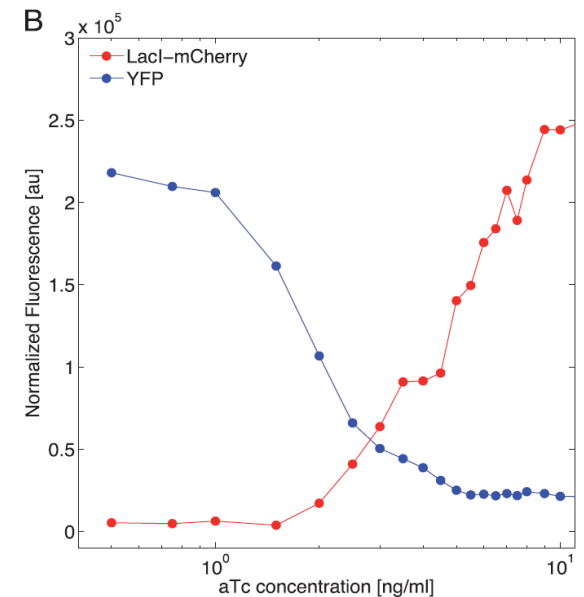 B
x 10^5
LacI-mCherry
YFP
3
2.5
2
1.5
1
0.5
0
Normalized Fluorescence [au]
10^0
10^1
aTc concentration [ng/ml]